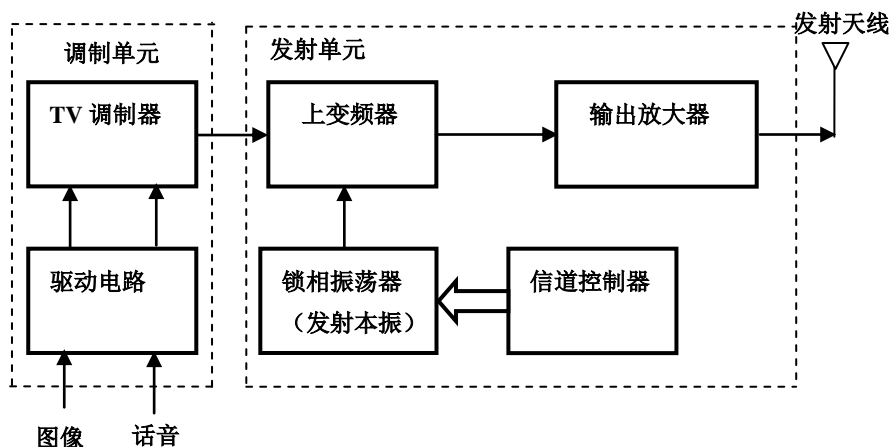 发射天线
调制单元
发射单元
TV 调制器
上变频器
输出放大器
驱动电路
锁相振荡器
（发射本振）
信道控制器
图像
话音